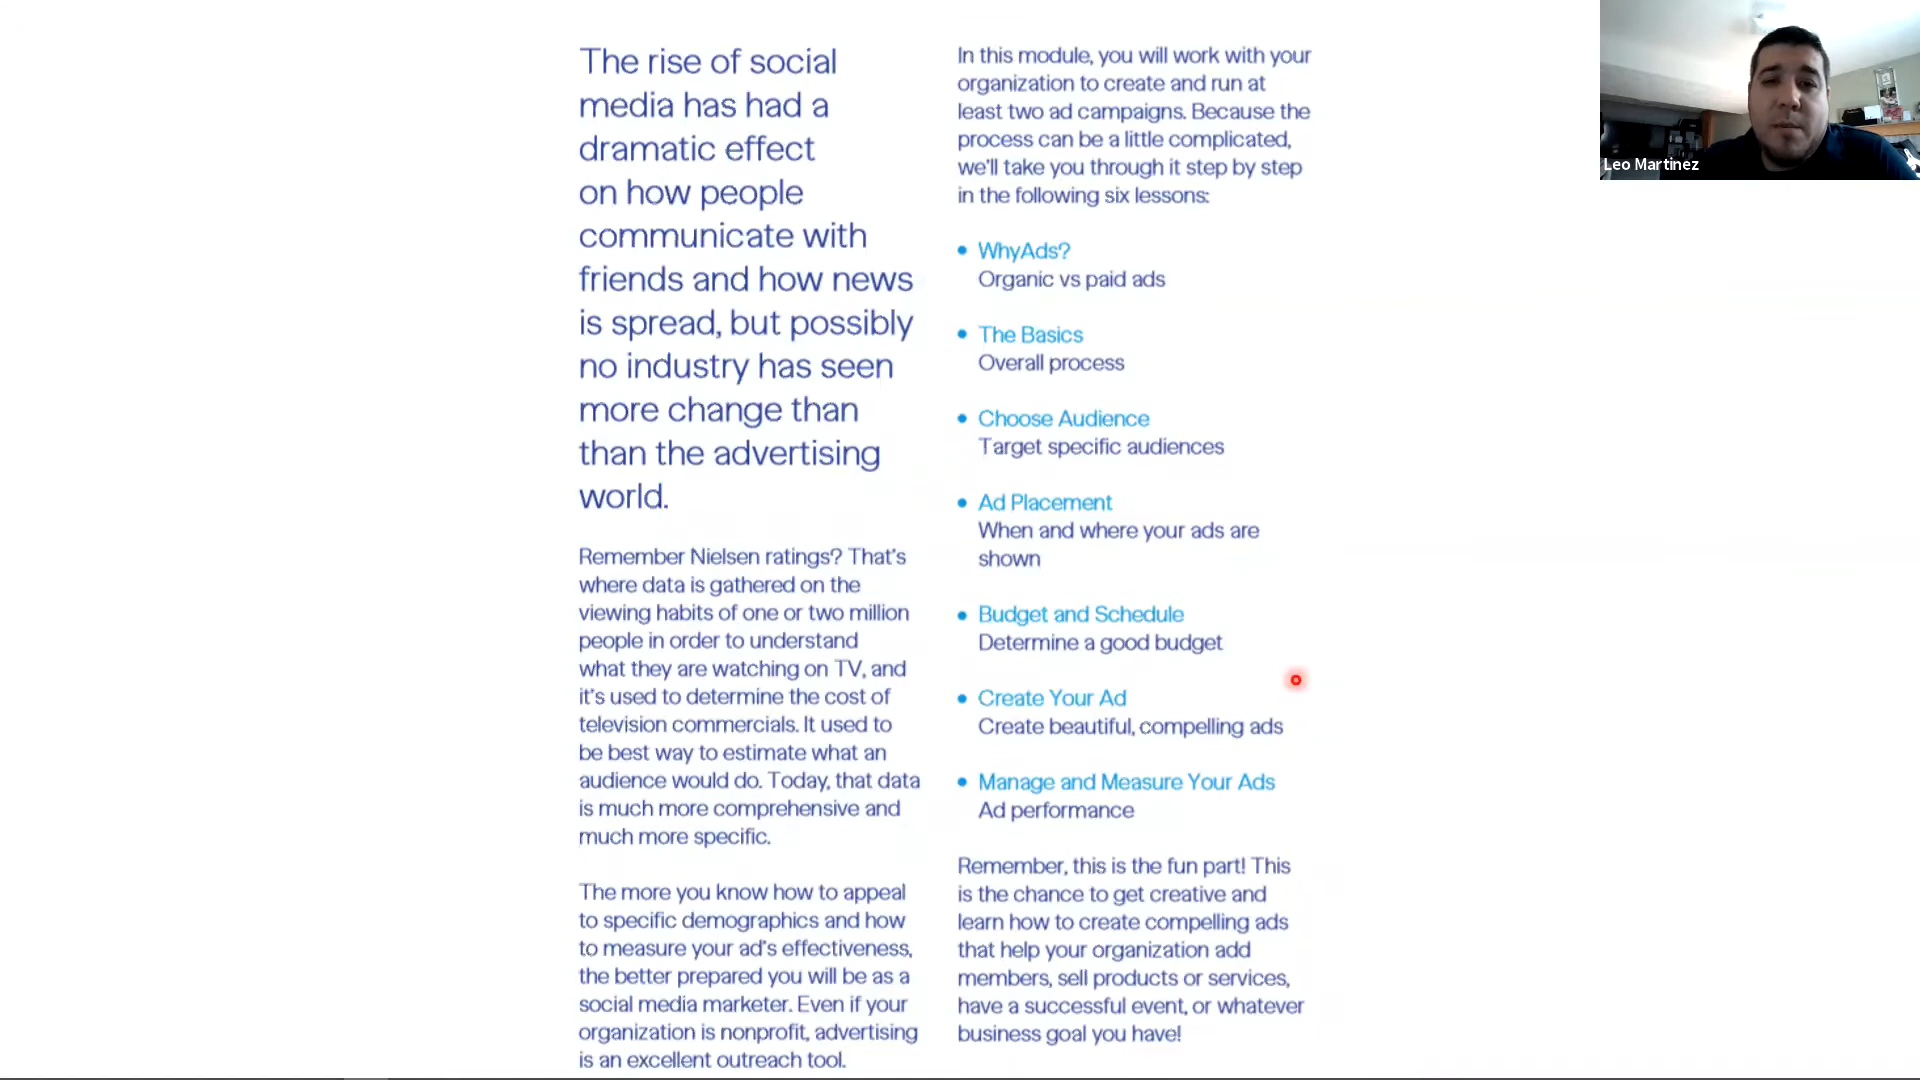 The rise of social
media has had a
dramatic effect
on how people
communicate with
friends and how news
is spread, but possibly
no industry has seen
more change than
than the advertising
world.
Remember Nielsen ratings? That's
where data is gathered on the
viewing habits of one or two million
people in order to understand
what they are watching on TV, and
it's used to determine the cost of
television commercials. It used to
be best way to estimate what an
audience would do. Today, that data
is much more comprehensive and
much more specific.
The more you know how to appeal
to specific demographics and how
to measure your ad's effectiveness,
the better prepared you will be as a
social media marketer. Even if your
organization is nonprofit, advertising
is an excellent outreach tool.
In this module, you will work with your
organization to create and run at
least two ad campaigns. Because the
process can be a little complicated,
we'll take you through it step by step
in the following six lessons:
• WhyAds?
Organic vs paid ads
• The Basics
Overall process
• Choose Audience
Target specific audiences
• Ad Placement
When and where your ads are
shown
• Budget and Schedule
Determine a good budget
• Create Your Ad
Create beautiful, compelling ads
• Manage and Measure Your Ads
Ad performance
Remember, this is the fun part! This
is the chance to get creative and
learn how to create compelling ads
that help your organization add
members, sell products or services,
have a successful event, or whatever
business goal you have!
Leo Martinez